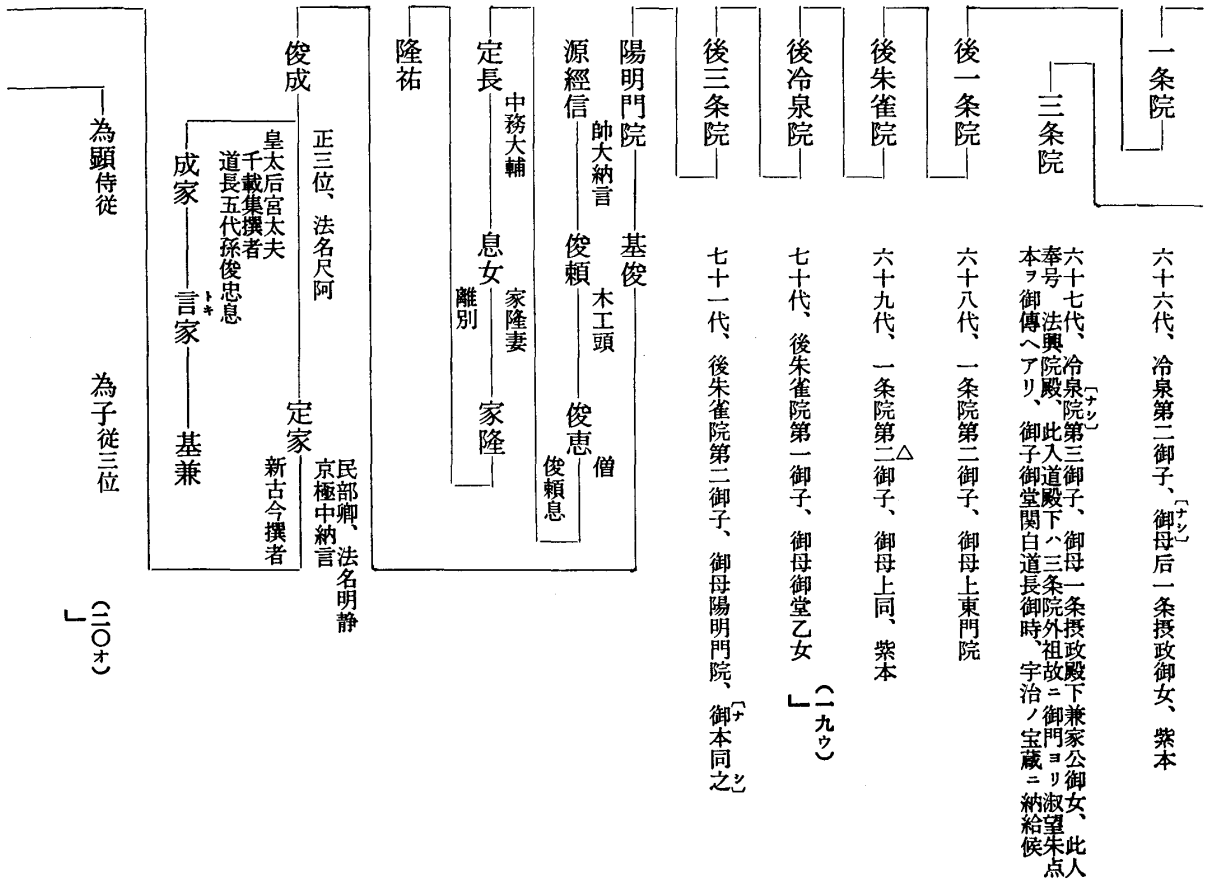 一条院
六十六代、冷泉第二御子、御母后一条摂政御女、紫本
〔ナシ〕
三条院
六十七代、冷泉院第三御子、御母一条摂政殿下兼家公御女、此人
〔ナシ〕
奉号 法興院殿、此入道殿下ハ三条院外祖故ニ御門ヨリ淑望朱点
本ヲ御傳ヘアリ、御子御堂関白道長御時、宇治ノ宝蔵ニ納給候
後一条院
六十八代、一条院第二御子、御母上東門院
後朱雀院
六十九代、一条院第二御子、御母上同、紫本
△
後冷泉院
七十代、後朱雀院第一御子、御母御堂乙女
」(一九ウ)
後三条院
七十一代、後朱雀院第二御子、御母陽明門院、御本同之
〔ナシ〕
陽明門院
基俊
源經信
帥大納言
俊頼
木工頭
俊恵
僧
俊頼息
定長
中務大輔
息女
家隆妻
離別
家隆
隆祐
俊成
正三位、法名尺阿
皇太后宮太夫
千載集撰者
道長五代孫俊忠息
定家
民部卿、法名明静
京極中納言
新古今撰者
成家
言家
トキ
基兼
為顕侍従
為子従三位
」(二〇オ)